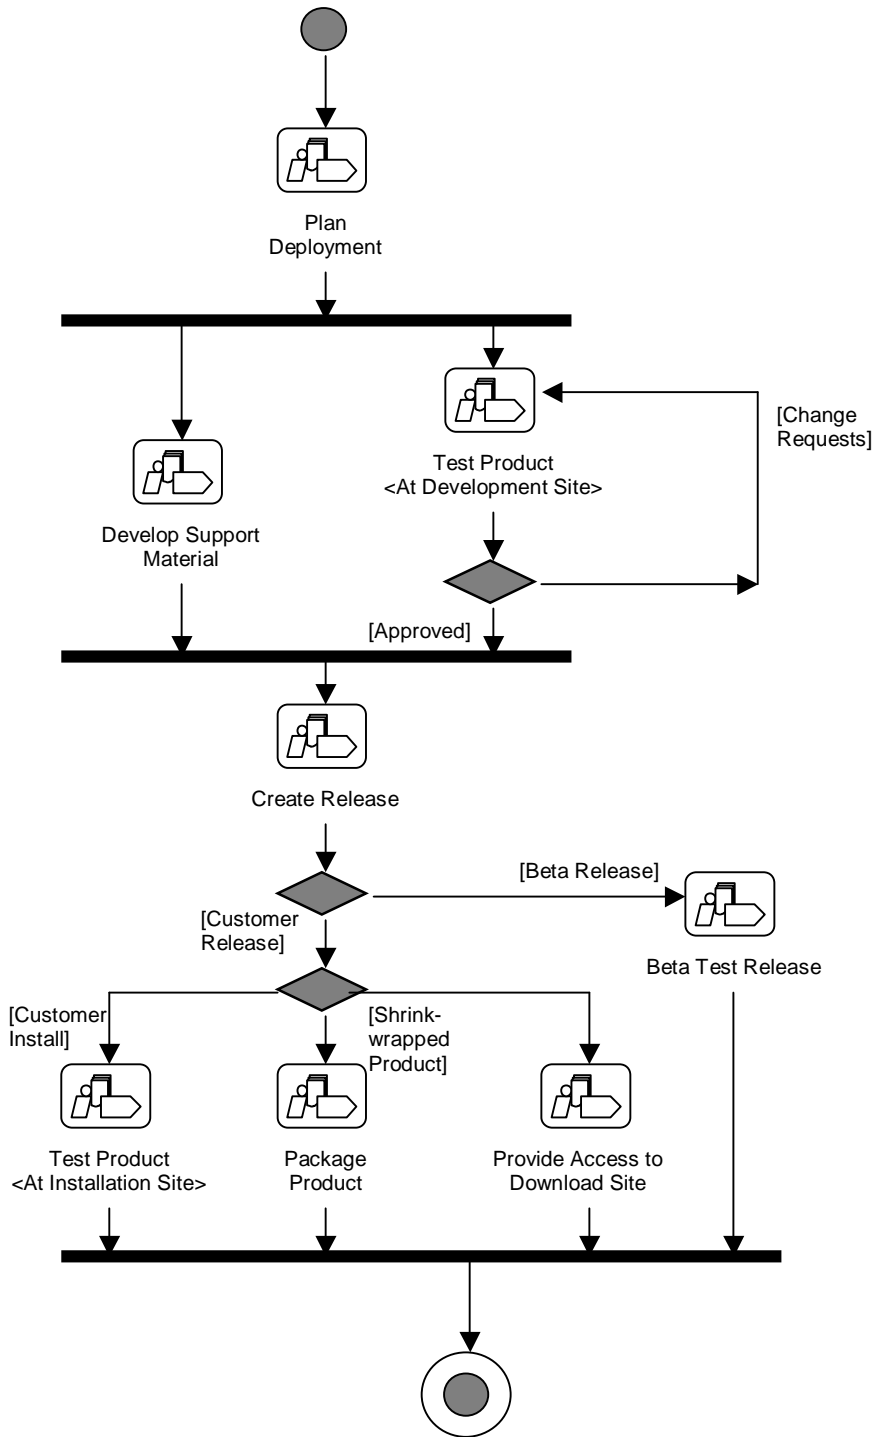 Plan
Deployment
[Change
Requests]
Test Product
<At Development Site>
Develop Support
Material
[Approved]
Create Release
[Beta Release]
[Customer
Release]
Beta Test Release
[Customer
Install]
[Shrink-
wrapped
Product]
Test Product
<At Installation Site>
Package
Product
Provide Access to
Download Site